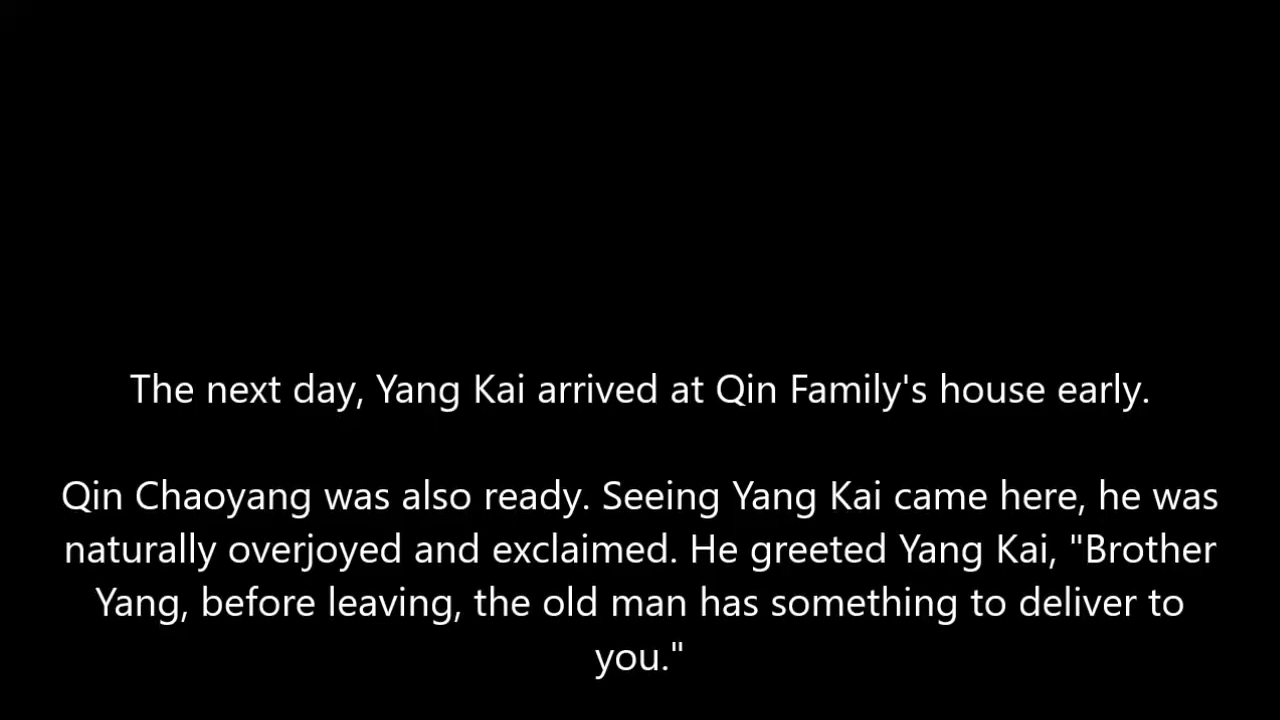 The next day, Yang Kai arrived at Qin Family's house early.
Qin Chaoyang was also ready. Seeing Yang Kai came here, he was
naturally overjoyed and exclaimed. He greeted Yang Kai, "Brother
Yang, before leaving, the old man has something to deliver to
you."